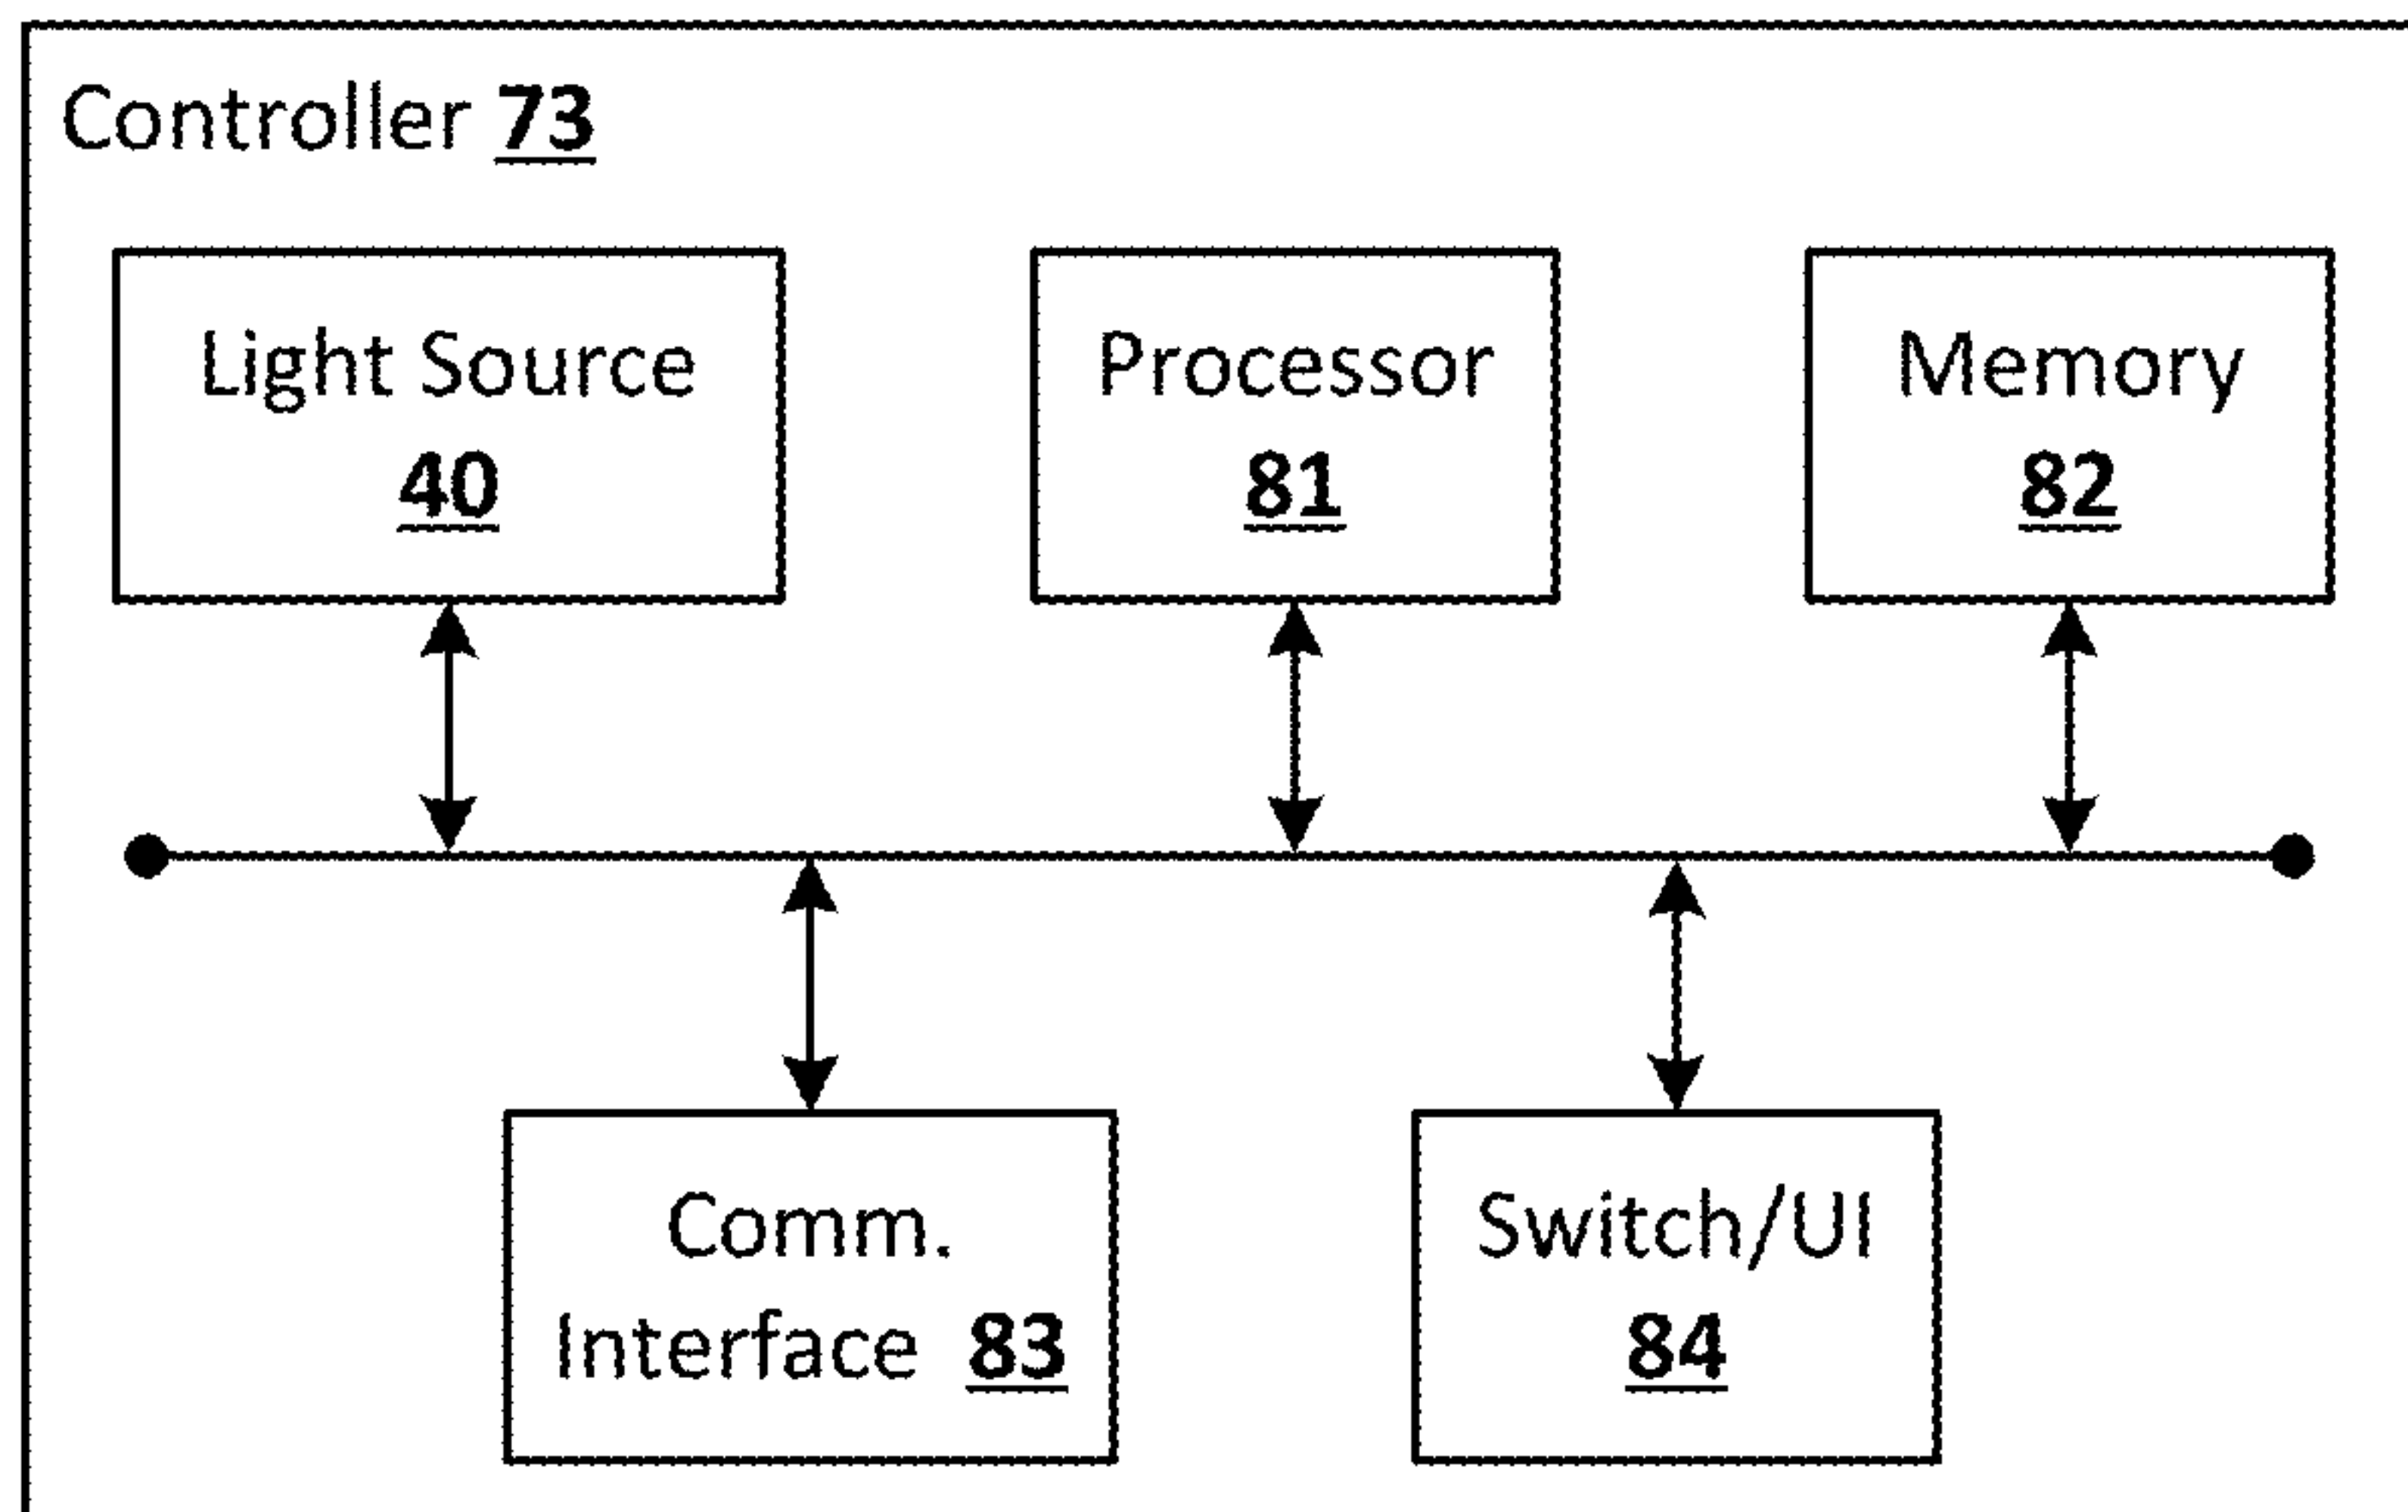 Controller 73
Light Source
40
Processor
81
Memory
82
Comm.
Interface 83
Switch/UI
84